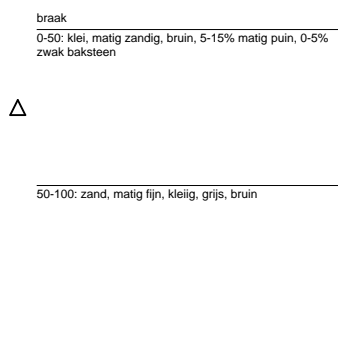 braak
0-50: klei, matig zandig, bruin, 5-15% matig puin, 0-5%
zwak baksteen
50-100: zand, matig fijn, kleiig, grijs, bruin